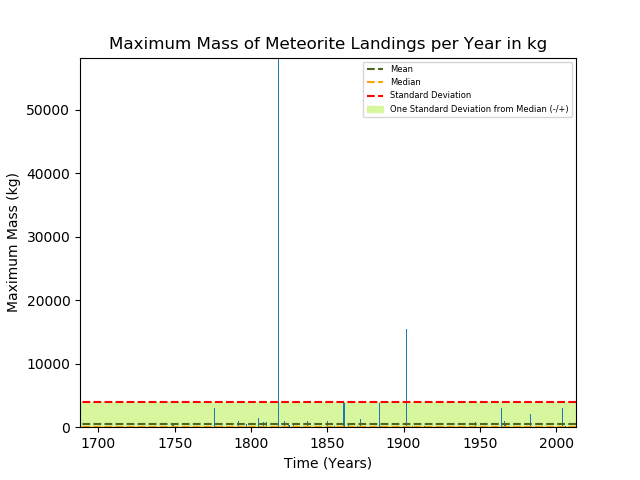 Maximum Mass of Meteorite Landings per Year in kg
Mean
Median
Standard Deviation
One Standard Deviation from Median (-/+)
50000
40000
30000
20000
10000
0
Maximum Mass (kg)
1700 1750 1800 1850 1900 1950 2000
Time (Years)